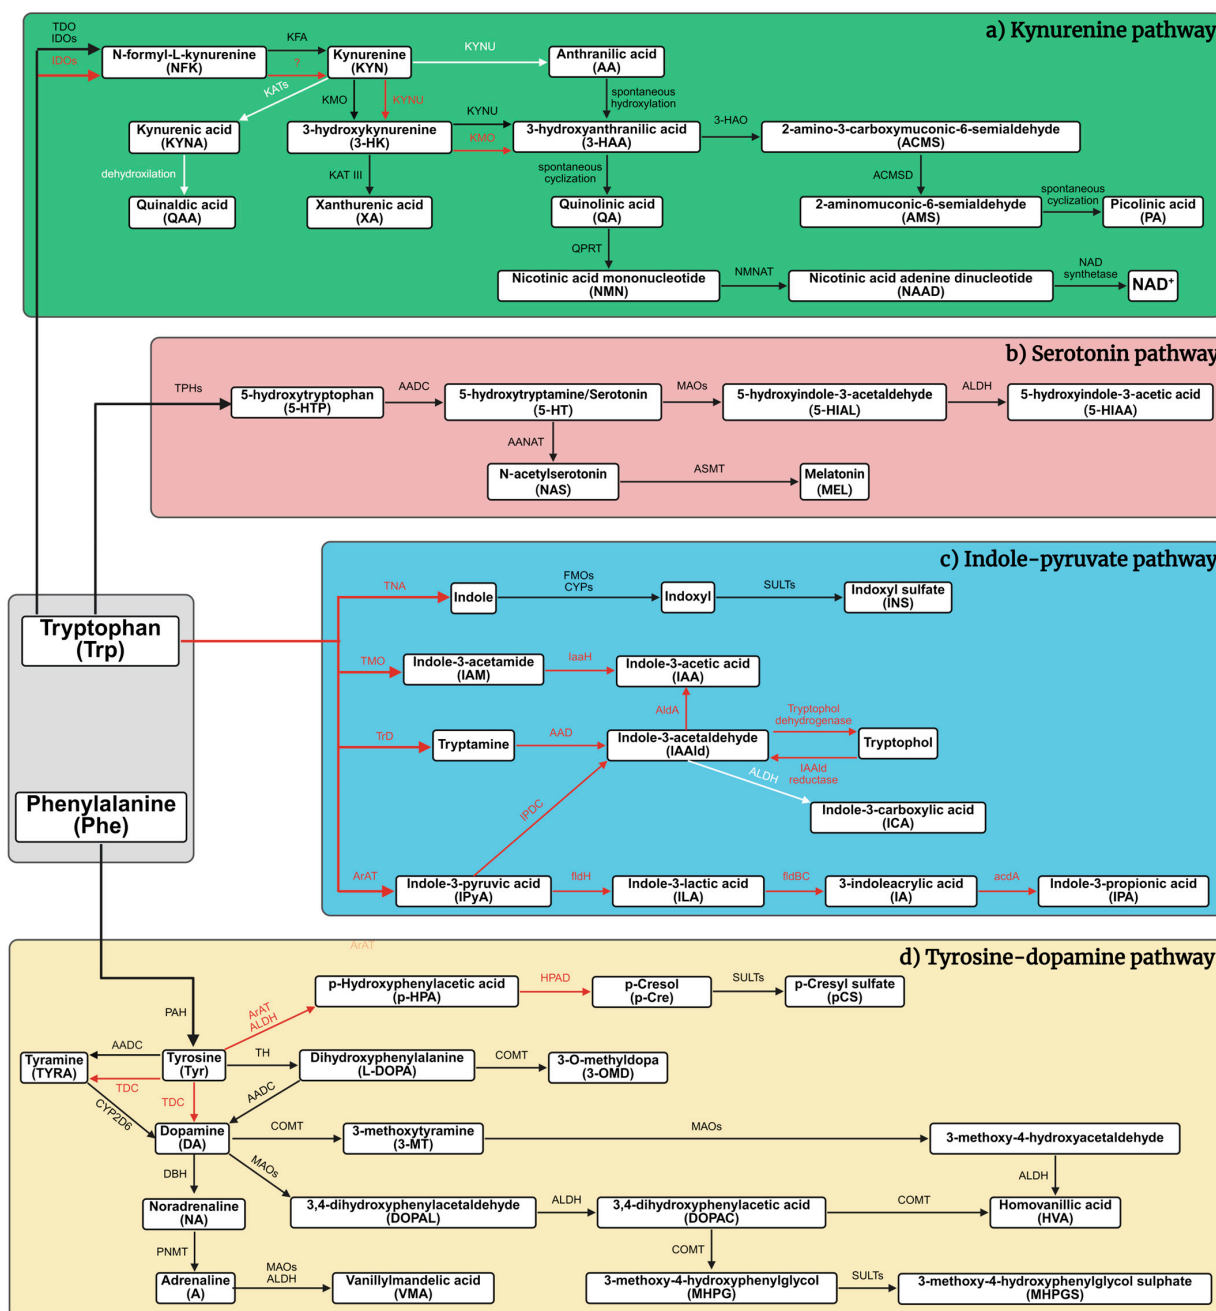 a) Kynurenine pathway
TDO
IDOs
IDOs
N-formyl-L-kynurenine
(NFK)
KFA
?
Kynurenine
(KYN)
KYNU
Anthranilic acid
(AA)
KATs
KMO
KYNU
spontaneous
hydroxylation
Kynurenic acid
(KYNA)
3-hydroxykynurenine
(3-HK)
KYNU
KMO
3-hydroxyanthranilic acid
(3-HAA)
3-HAO
2-amino-3-carboxymuconic-6-semialdehyde
(ACMS)
dehydroxilation
KAT III
spontaneous
cyclization
ACMSD
Quinaldic acid
(QAA)
Xanthurenic acid
(XA)
Quinolinic acid
(QA)
2-aminomuconic-6-semialdehyde
(AMS)
spontaneous
cyclization
Picolinic acid
(PA)
QPRT
Nicotinic acid mononucleotide
(NMN)
NMNAT
Nicotinic acid adenine dinucleotide
(NAAD)
NAD
synthetase
NAD+
b) Serotonin pathway
TPHs
5-hydroxytryptophan
(5-HTP)
AADC
5-hydroxytryptamine/Serotonin
(5-HT)
MAOs
5-hydroxyindole-3-acetaldehyde
(5-HIAL)
ALDH
5-hydroxyindole-3-acetic acid
(5-HIAA)
AANAT
N-acetylserotonin
(NAS)
ASMT
Melatonin
(MEL)
c) Indole-pyruvate pathway
Tryptophan
(Trp)
TNA
Indole
FMOs
CYPs
Indoxyl
SULTs
Indoxyl sulfate
(INS)
TMO
Indole-3-acetamide
(IAM)
IaaH
Indole-3-acetic acid
(IAA)
AldA
TrD
Tryptamine
AAD
Indole-3-acetaldehyde
(IAAld)
Tryptophol
dehydrogenase
Tryptophol
IAAld
reductase
ALDH
IPDC
Indole-3-carboxylic acid
(ICA)
Phenylalanine
(Phe)
ArAT
Indole-3-pyruvic acid
(IPyA)
fldH
Indole-3-lactic acid
(ILA)
fldBC
3-indoleacrylic acid
(IA)
acdA
Indole-3-propionic acid
(IPA)
ArAT
d) Tyrosine-dopamine pathway
p-Hydroxyphenylacetic acid
(p-HPA)
HPAD
p-Cresol
(p-Cre)
SULTs
p-Cresyl sulfate
(pCS)
PAH
ArAT
ALDH
Tyramine
(TYRA)
AADC
TDC
Tyrosine
(Tyr)
TH
Dihydroxyphenylalanine
(L-DOPA)
COMT
3-O-methyldopa
(3-OMD)
CYP2D6
TDC
AADC
Dopamine
(DA)
COMT
3-methoxytyramine
(3-MT)
MAOs
3-methoxy-4-hydroxyacetaldehyde
DBH
MAOs
ALDH
Noradrenaline
(NA)
3,4-dihydroxyphenylacetaldehyde
(DOPAL)
ALDH
3,4-dihydroxyphenylacetic acid
(DOPAC)
COMT
Homovanillic acid
(HVA)
PNMT
COMT
Adrenaline
(A)
MAOs
ALDH
Vanillylmandelic acid
(VMA)
3-methoxy-4-hydroxyphenylglycol
(MHPG)
SULTs
3-methoxy-4-hydroxyphenylglycol sulphate
(MHPGS)